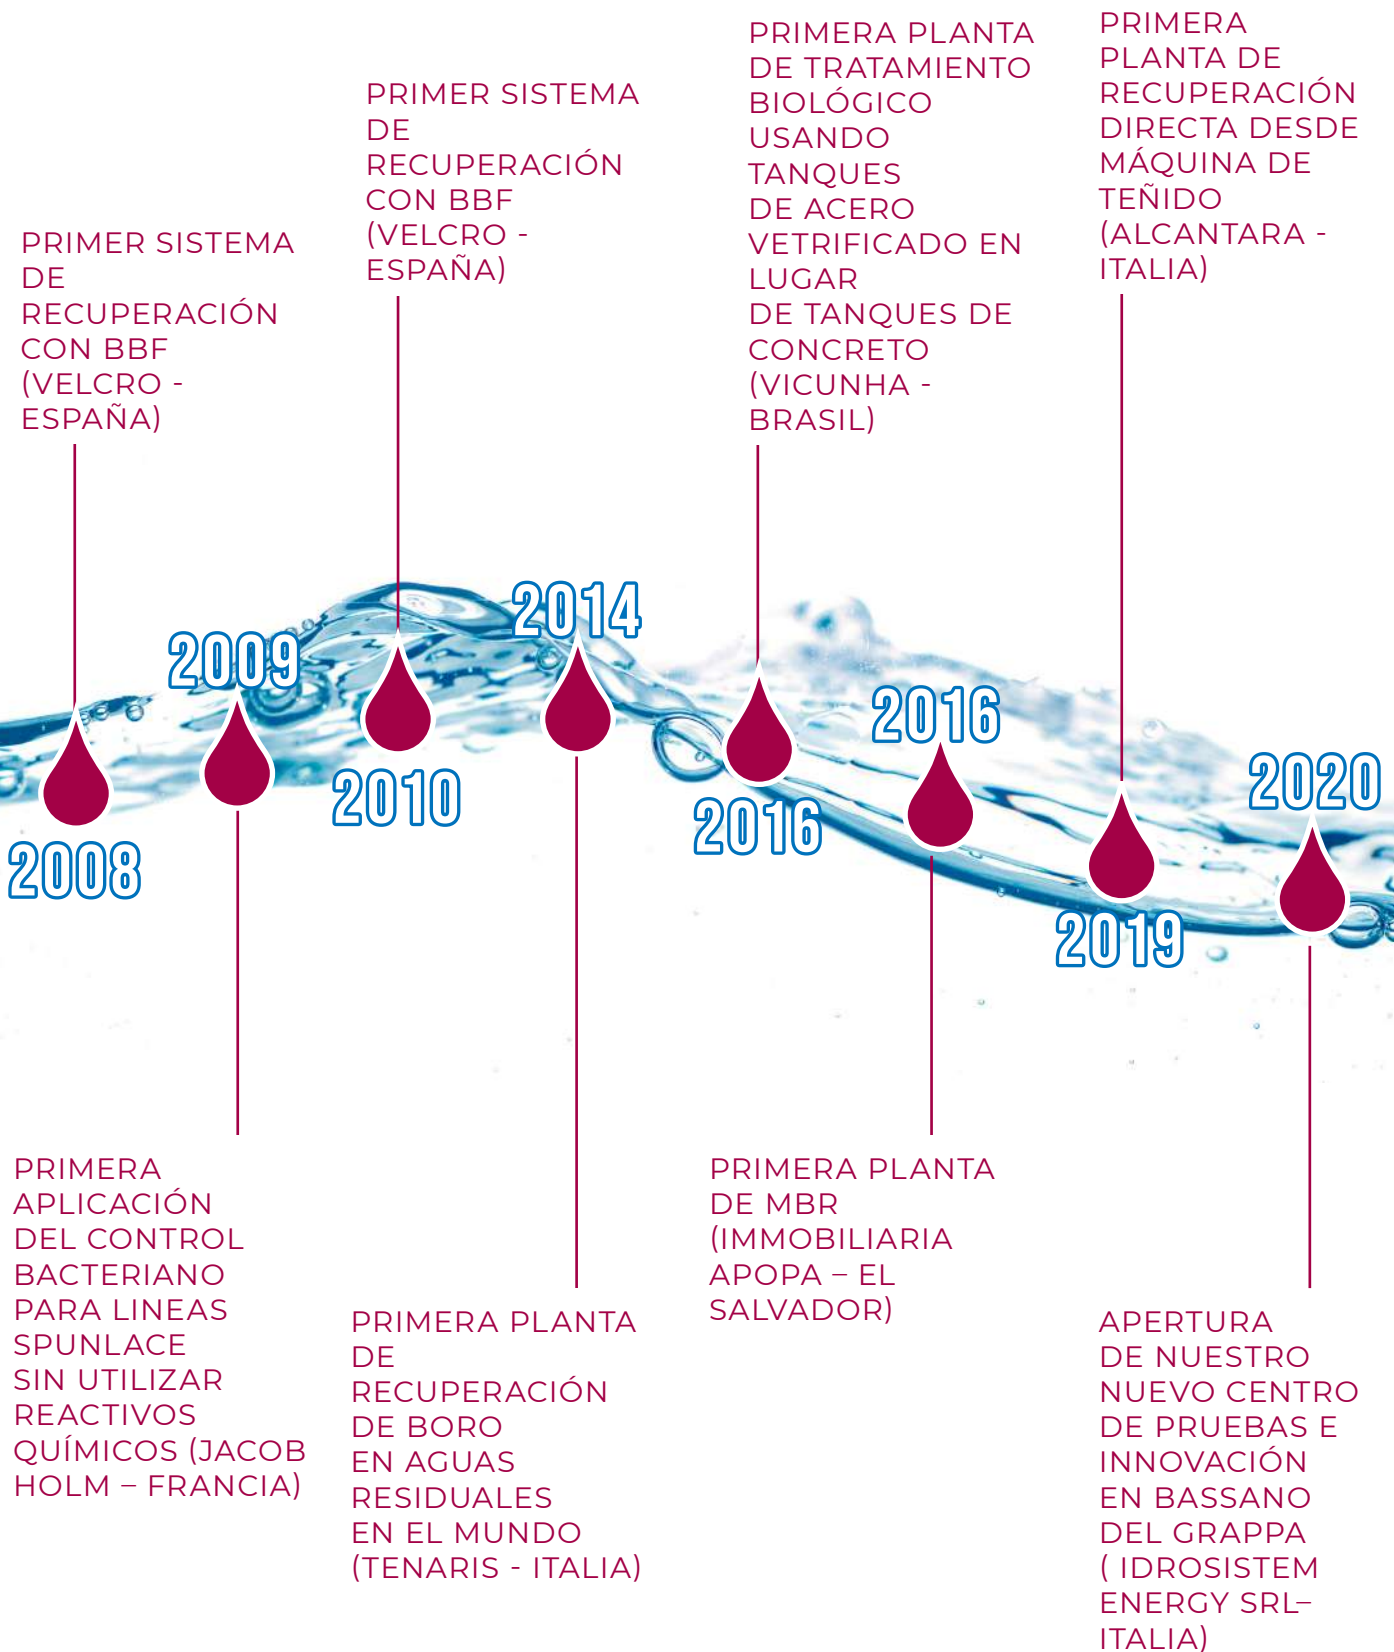 PRIMER SISTEMA
DE
RECUPERACIÓN
CON BBF
(VELCRO -
ESPAÑA)
2008
2009
PRIMERA
APLICACIÓN
DEL CONTROL
BACTERIANO
PARA LINEAS
SPUNLACE
SIN UTILIZAR
REACTIVOS
QUÍMICOS (JACOB
HOLM – FRANCIA)
PRIMER SISTEMA
DE
RECUPERACIÓN
CON BBF
(VELCRO -
ESPAÑA)
2010
2014
PRIMERA PLANTA
DE
RECUPERACIÓN
DE BORO
EN AGUAS
RESIDUALES
EN EL MUNDO
(TENARIS - ITALIA)
PRIMERA PLANTA
DE TRATAMIENTO
BIOLÓGICO
USANDO
TANQUES
DE ACERO
VETRIFICADO EN
LUGAR
DE TANQUES DE
CONCRETO
(VICUNHA -
BRASIL)
2016
2016
PRIMERA PLANTA
DE MBR
(IMMOBILIARIA
APOPA – EL
SALVADOR)
PRIMERA
PLANTA DE
RECUPERACIÓN
DIRECTA DESDE
MÁQUINA DE
TEÑIDO
(ALCANTARA -
ITALIA)
2019
2020
APERTURA
DE NUESTRO
NUEVO CENTRO
DE PRUEBAS E
INNOVACIÓN
EN BASSANO
DEL GRAPPA
( IDROSISTEM
ENERGY SRL–
ITALIA)